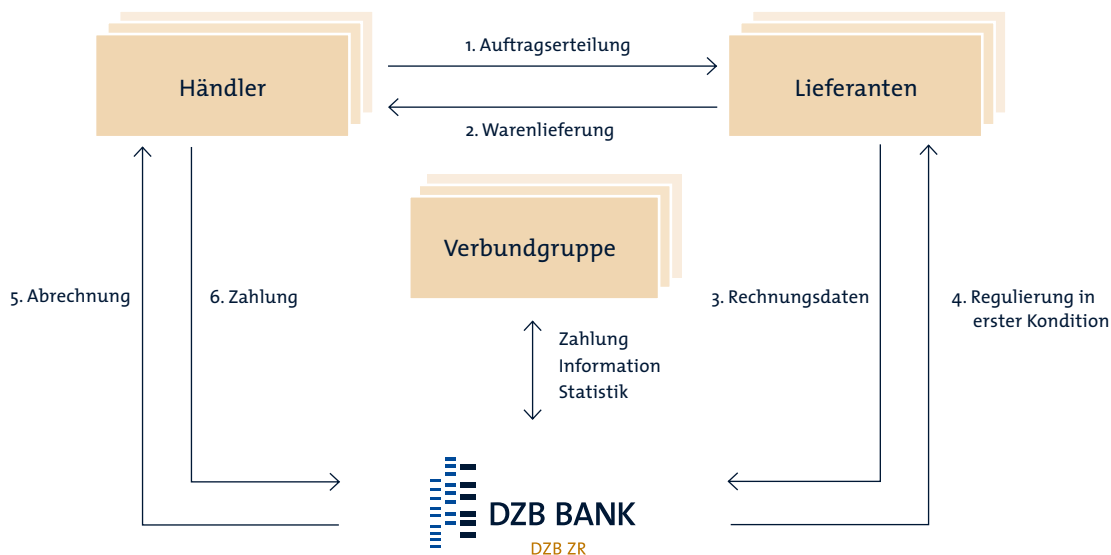 1. Auftragserteilung
Händler
Lieferanten
2. Warenlieferung
Verbundgruppe
5. Abrechnung
6. Zahlung
3. Rechnungsdaten
4. Regulierung in
erster Kondition
Zahlung
Information
Statistik
DZB BANK
DZB ZR